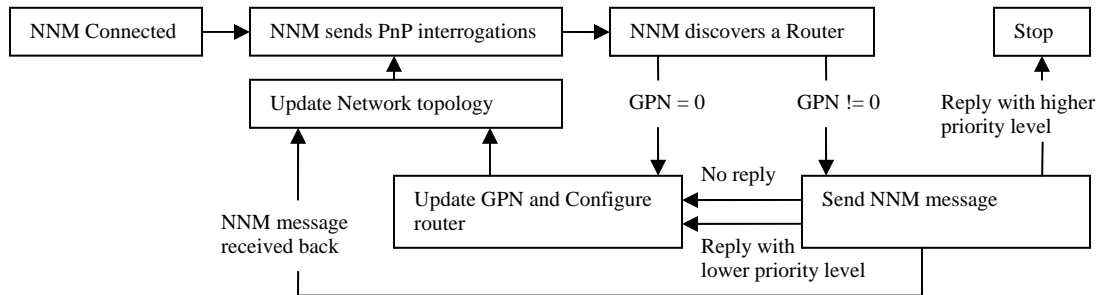 NNM Connected
NNM sends PnP interrogations
NNM discovers a Router
Stop
Update Network topology
GPN = 0
GPN != 0
Reply with higher
priority level
No reply
Update GPN and Configure
router
Send NNM message
NNM message
received back
Reply with
lower priority level